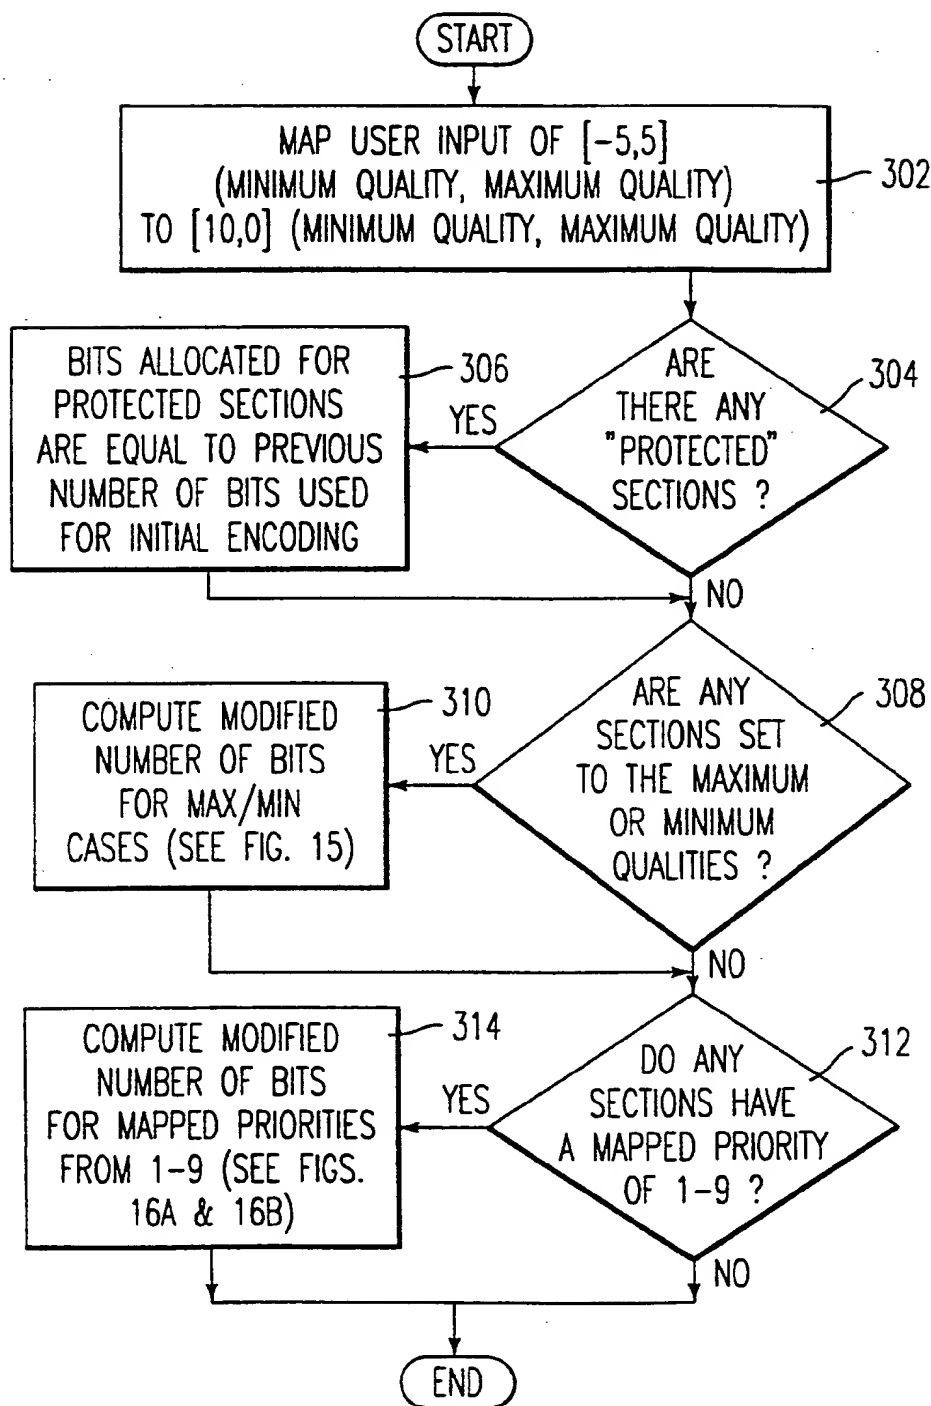 START
MAP USER INPUT OF [-5,5]
(MINIMUM QUALITY, MAXIMUM QUALITY)
TO [10,0] (MINIMUM QUALITY, MAXIMUM QUALITY)
302
ARE
THERE ANY
"PROTECTED"
SECTIONS ?
304
YES
BITS ALLOCATED FOR
PROTECTED SECTIONS
ARE EQUAL TO PREVIOUS
NUMBER OF BITS USED
FOR INITIAL ENCODING
306
NO
ARE ANY
SECTIONS SET
TO THE MAXIMUM
OR MINIMUM
QUALITIES ?
308
YES
COMPUTE MODIFIED
NUMBER OF BITS
FOR MAX/MIN
CASES (SEE FIG. 15)
310
NO
DO ANY
SECTIONS HAVE
A MAPPED PRIORITY
OF 1-9 ?
312
YES
COMPUTE MODIFIED
NUMBER OF BITS
FOR MAPPED PRIORITIES
FROM 1-9 (SEE FIGS.
16A & 16B)
314
NO
END